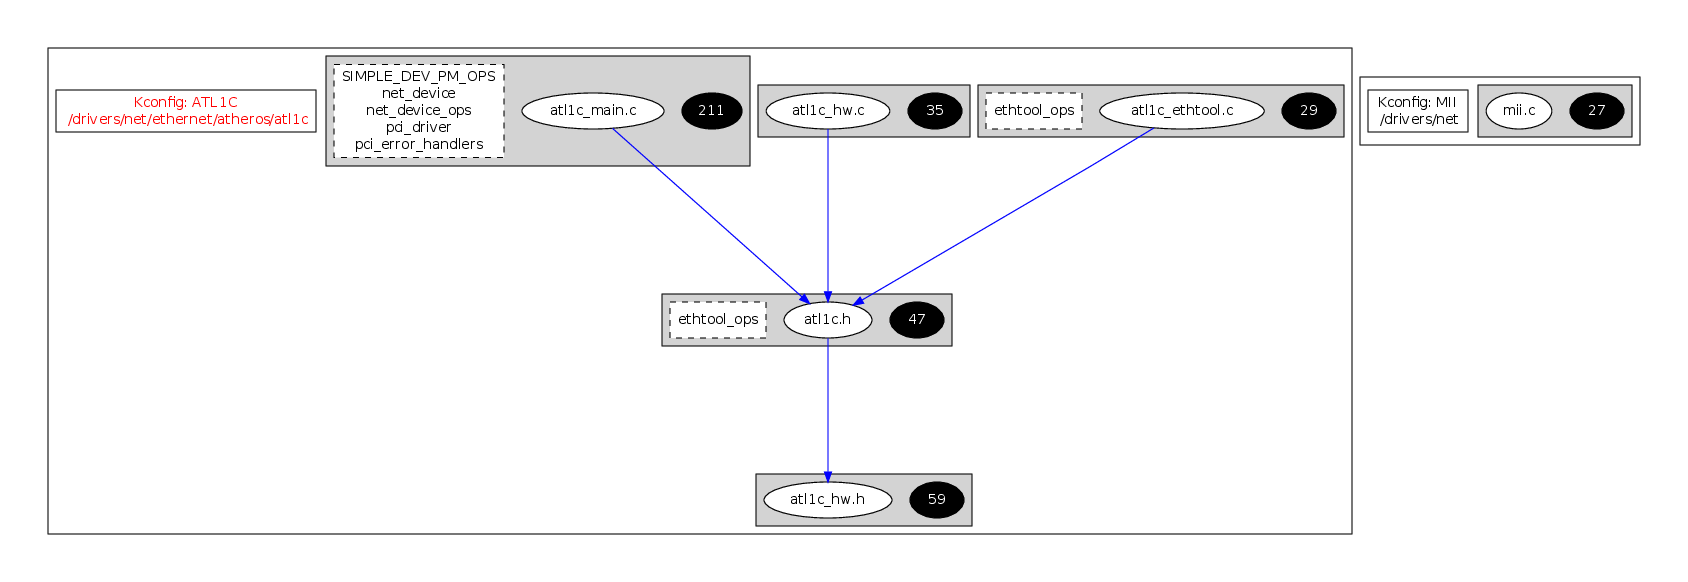 Kconfig: ATL1C
/drivers/net/ethernet/atheros/atl1c
SIMPLE_DEV_PM_OPS
net_device
net_device_ops
pci_driver
pci_error_handlers
atl1c_main.c
211
atl1c_hw.c
35
ethtool_ops
atl1c_ethtool.c
29
Kconfig: MII
/drivers/net
mii.c
27
ethtool_ops
atl1c.h
47
atl1c_hw.h
59